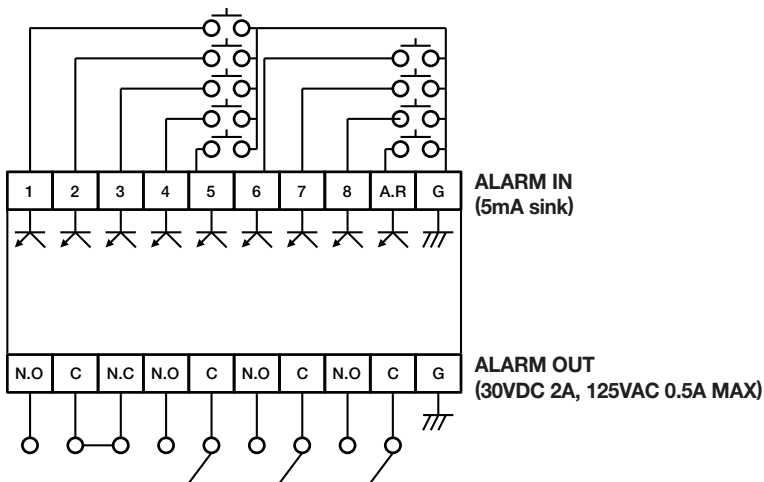 1 2 3 4 5 6 7 8 A.R G
ALARM IN
(5mA sink)
N.O C N.C N.O C N.O C N.O C G
ALARM OUT
(30VDC 2A, 125VAC 0.5A MAX)